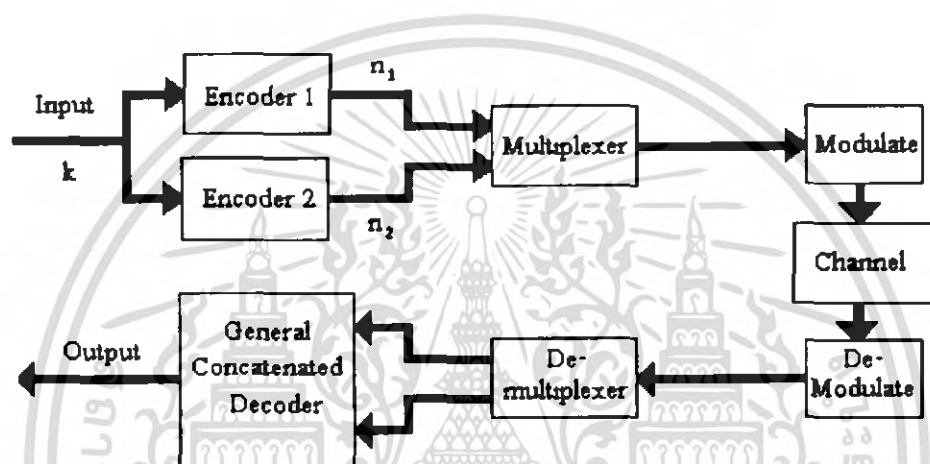 Input
k
Encoder 1
n₁
Encoder 2
n₂
Multiplexer
Modulate
Channel
De-
Modulate
De-
multiplexer
General
Concatenated
Decoder
Output